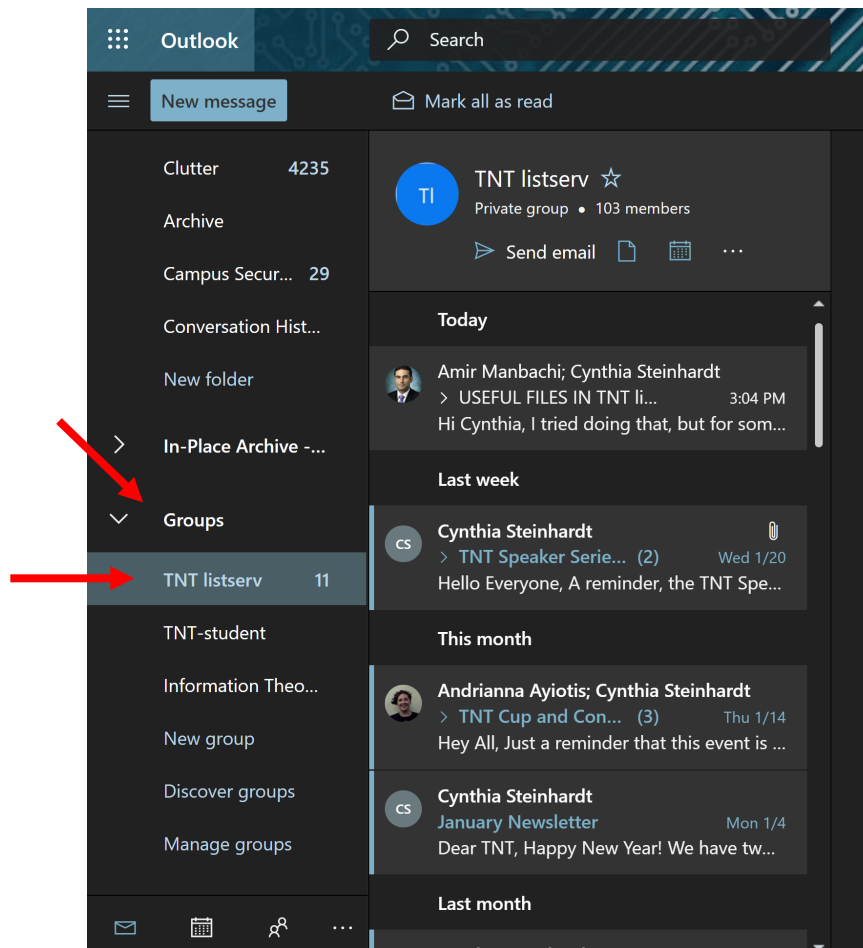 Outlook
Search
New message
Mark all as read
Clutter 4235
Archive
Campus Secur... 29
Conversation Hist...
New folder
In-Place Archive -...
Groups
TNT listserv 11
TNT-student
Information Theo...
New group
Discover groups
Manage groups
TI
TNT listserv
Private group • 103 members
Send email
Today
Amir Manbachi; Cynthia Steinhardt
> USEFUL FILES IN TNT li... 3:04 PM
Hi Cynthia, I tried doing that, but for som...
Last week
CS
Cynthia Steinhardt
> TNT Speaker Serie... (2) Wed 1/20
Hello Everyone, A reminder, the TNT Spe...
This month
Andrianna Ayiotis; Cynthia Steinhardt
> TNT Cup and Con... (3) Thu 1/14
Hey All, Just a reminder that this event is ...
CS
Cynthia Steinhardt
January Newsletter Mon 1/4
Dear TNT, Happy New Year! We have tw...
Last month